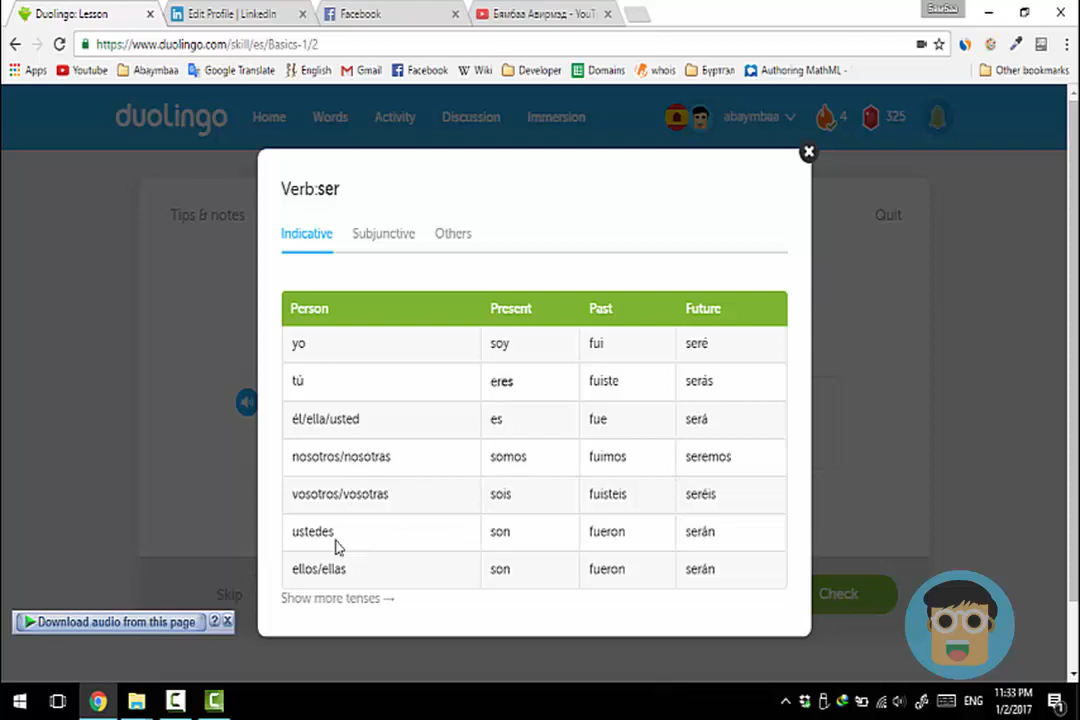 Duolingo: Lesson
Edit Profile | LinkedIn
Facebook
Бямбаа Авирмэд - YouT
Бямбаа
https://www.duolingo.com/skill/es/Basics-1/2
Apps Youtube Abaymbaa Google Translate English Gmail Facebook Wiki Developer Domains whois Бүртгэл Authoring MathML - Other bookmarks
duolingo Home Words Activity Discussion Immersion abaymbaa 4 325
Tips & notes
Quit
Verb:ser
Indicative Subjunctive Others
Person Present Past Future
yo soy fui seré
tú eres fuiste serás
él/ella/usted es fue será
nosotros/nosotras somos fuimos seremos
vosotros/vosotras sois fuisteis seréis
ustedes son fueron serán
ellos/ellas son fueron serán
Show more tenses →
Skip
Check
Download audio from this page ? X
ENG
11:33 PM
1/2/2017